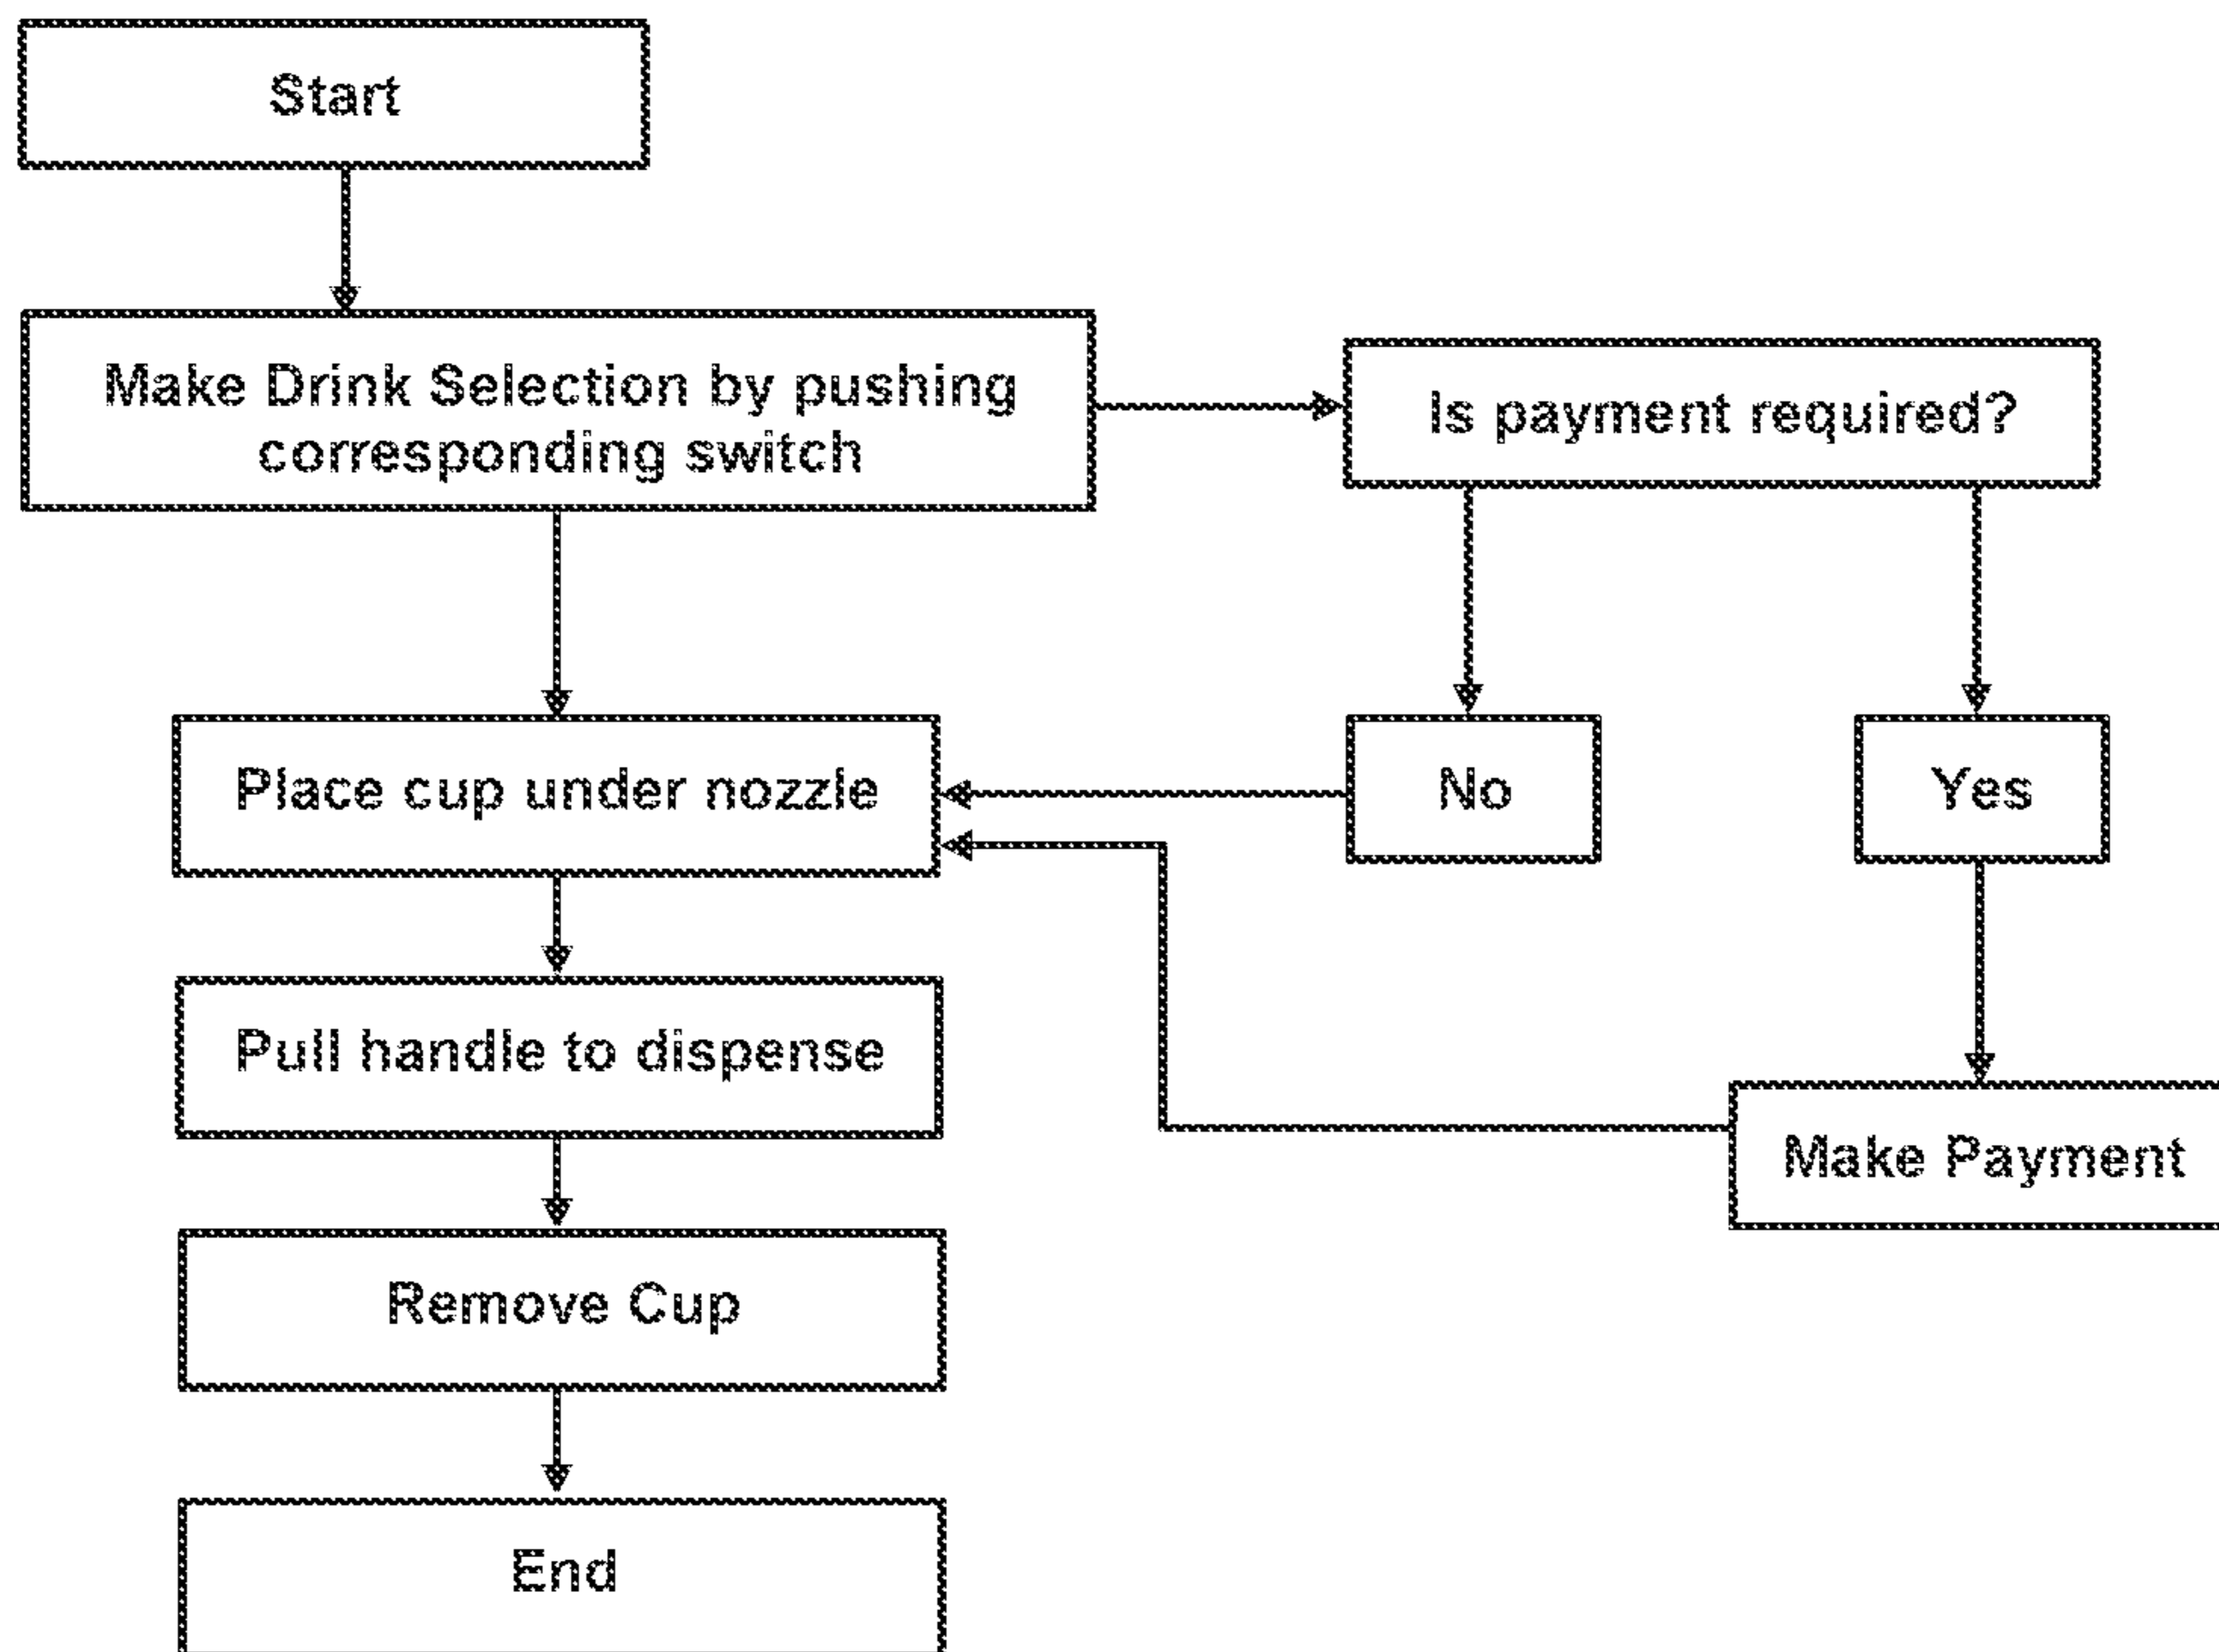 Start
Make Drink Selection by pushing
corresponding switch
Is payment required?
Place cup under nozzle
No
Yes
Pull handle to dispense
Make Payment
Remove Cup
End